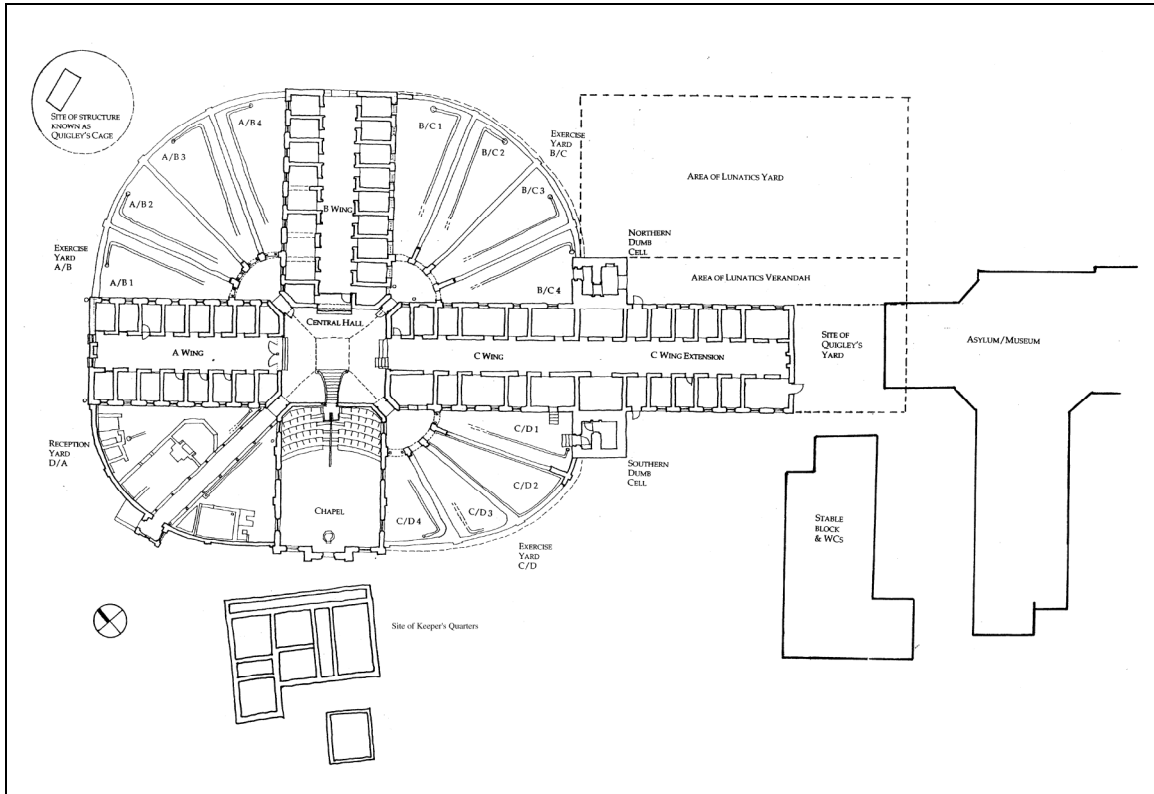 SITE OF STRUCTURE
KNOWN AS
QUIGLEY'S CAGE
A/B 4
A/B 3
A/B 2
A/B 1
EXERCISE
YARD
A/B
B WING
B/C 1
B/C 2
B/C 3
B/C 4
EXERCISE
YARD
B/C
AREA OF LUNATICS YARD
NORTHERN
DUMB
CELL
AREA OF LUNATICS VERANDAH
CENTRAL HALL
A WING
C WING
C WING EXTENSION
SITE OF
QUIGLEY'S
YARD
ASYLUM/MUSEUM
RECEPTION
YARD
D/A
CHAPEL
C/D 1
C/D 2
C/D 3
C/D 4
SOUTHERN
DUMB
CELL
EXERCISE
YARD
C/D
STABLE
BLOCK
& WCS
Site of Keeper's Quarters